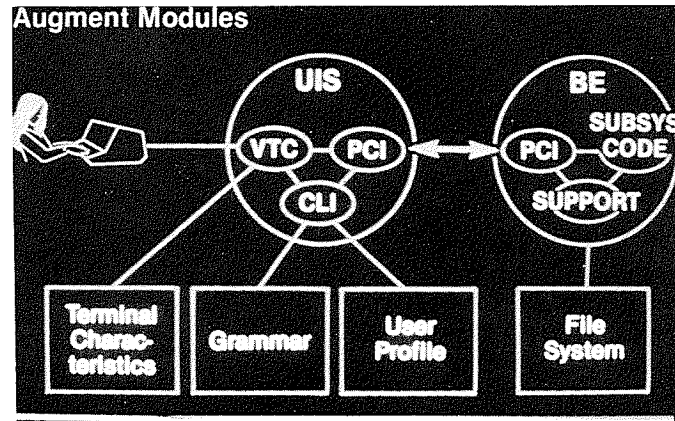 Augment Modules
UIS
BE
VTC
PCI
CLI
PCI
SUBSYS
CODE
SUPPORT
Terminal
Charac-
teristics
Grammar
User
Profile
File
System